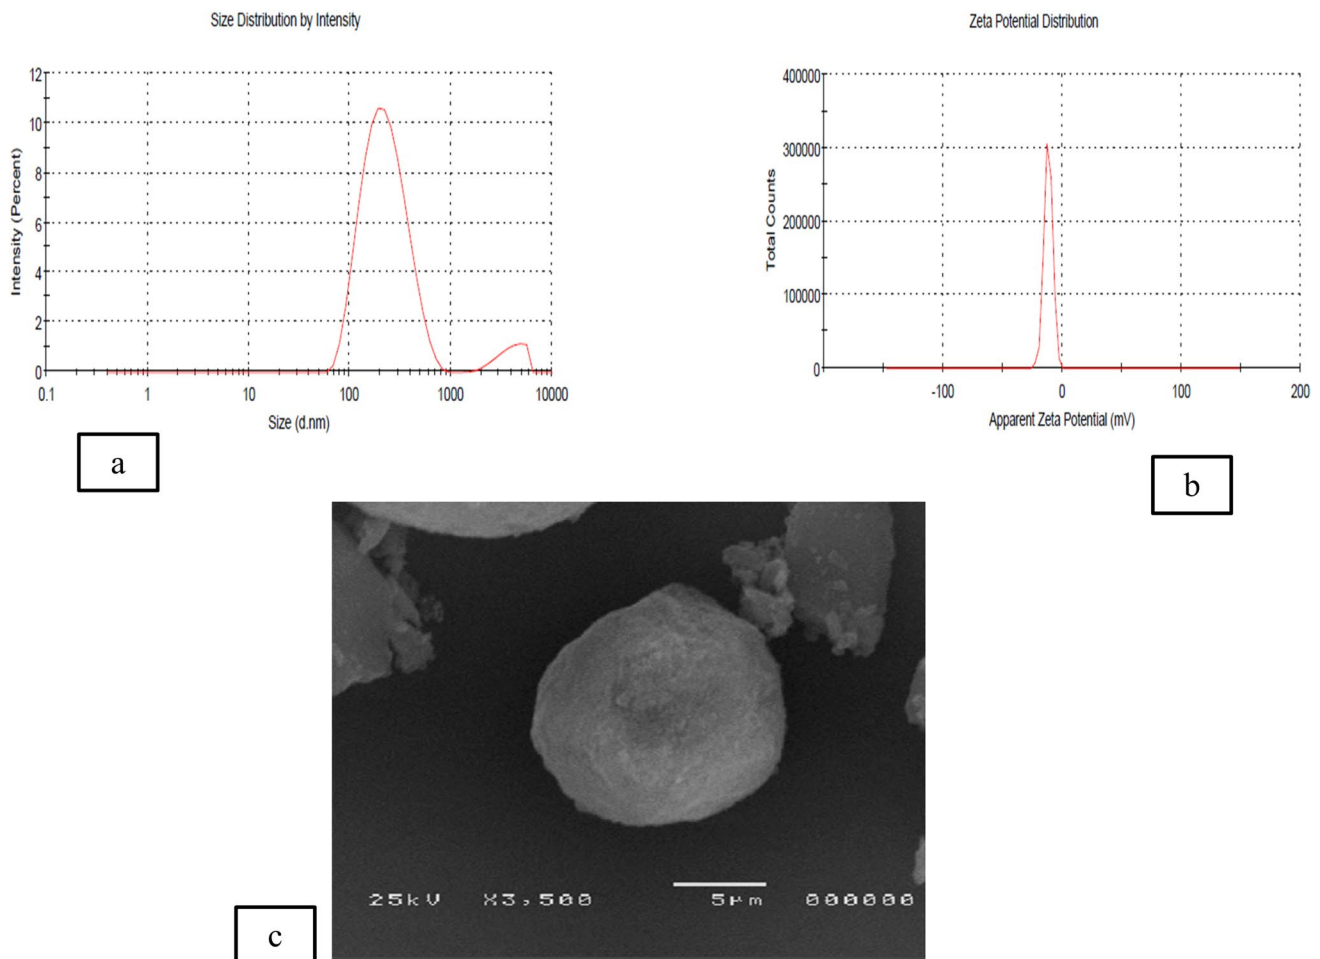 Size Distribution by Intensity
12
10
8
6
4
2
0
Intensity (Percent)
0.1 1 10 100 1000 10000
Size (d.nm)
a
Zeta Potential Distribution
400000
300000
200000
100000
0
Total Counts
-100 0 100 200
Apparent Zeta Potential (mV)
b
25kV X3,500 5µm 000000
c